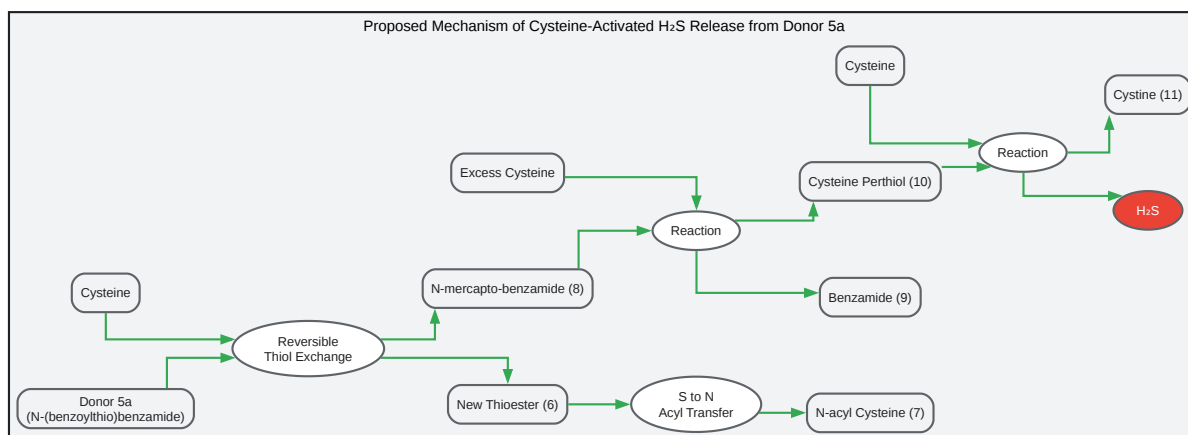 Proposed Mechanism of Cysteine-Activated H₂S Release from Donor 5a
Cysteine
Cystine (11)
Reaction
Excess Cysteine
Cysteine Perthiol (10)
H₂S
Reaction
Cysteine
N-mercapto-benzamide (8)
Benzamide (9)
Reversible
Thiol Exchange
Donor 5a
(N-(benzoylthio)benzamide)
New Thioester (6)
S to N
Acyl Transfer
N-acyl Cysteine (7)